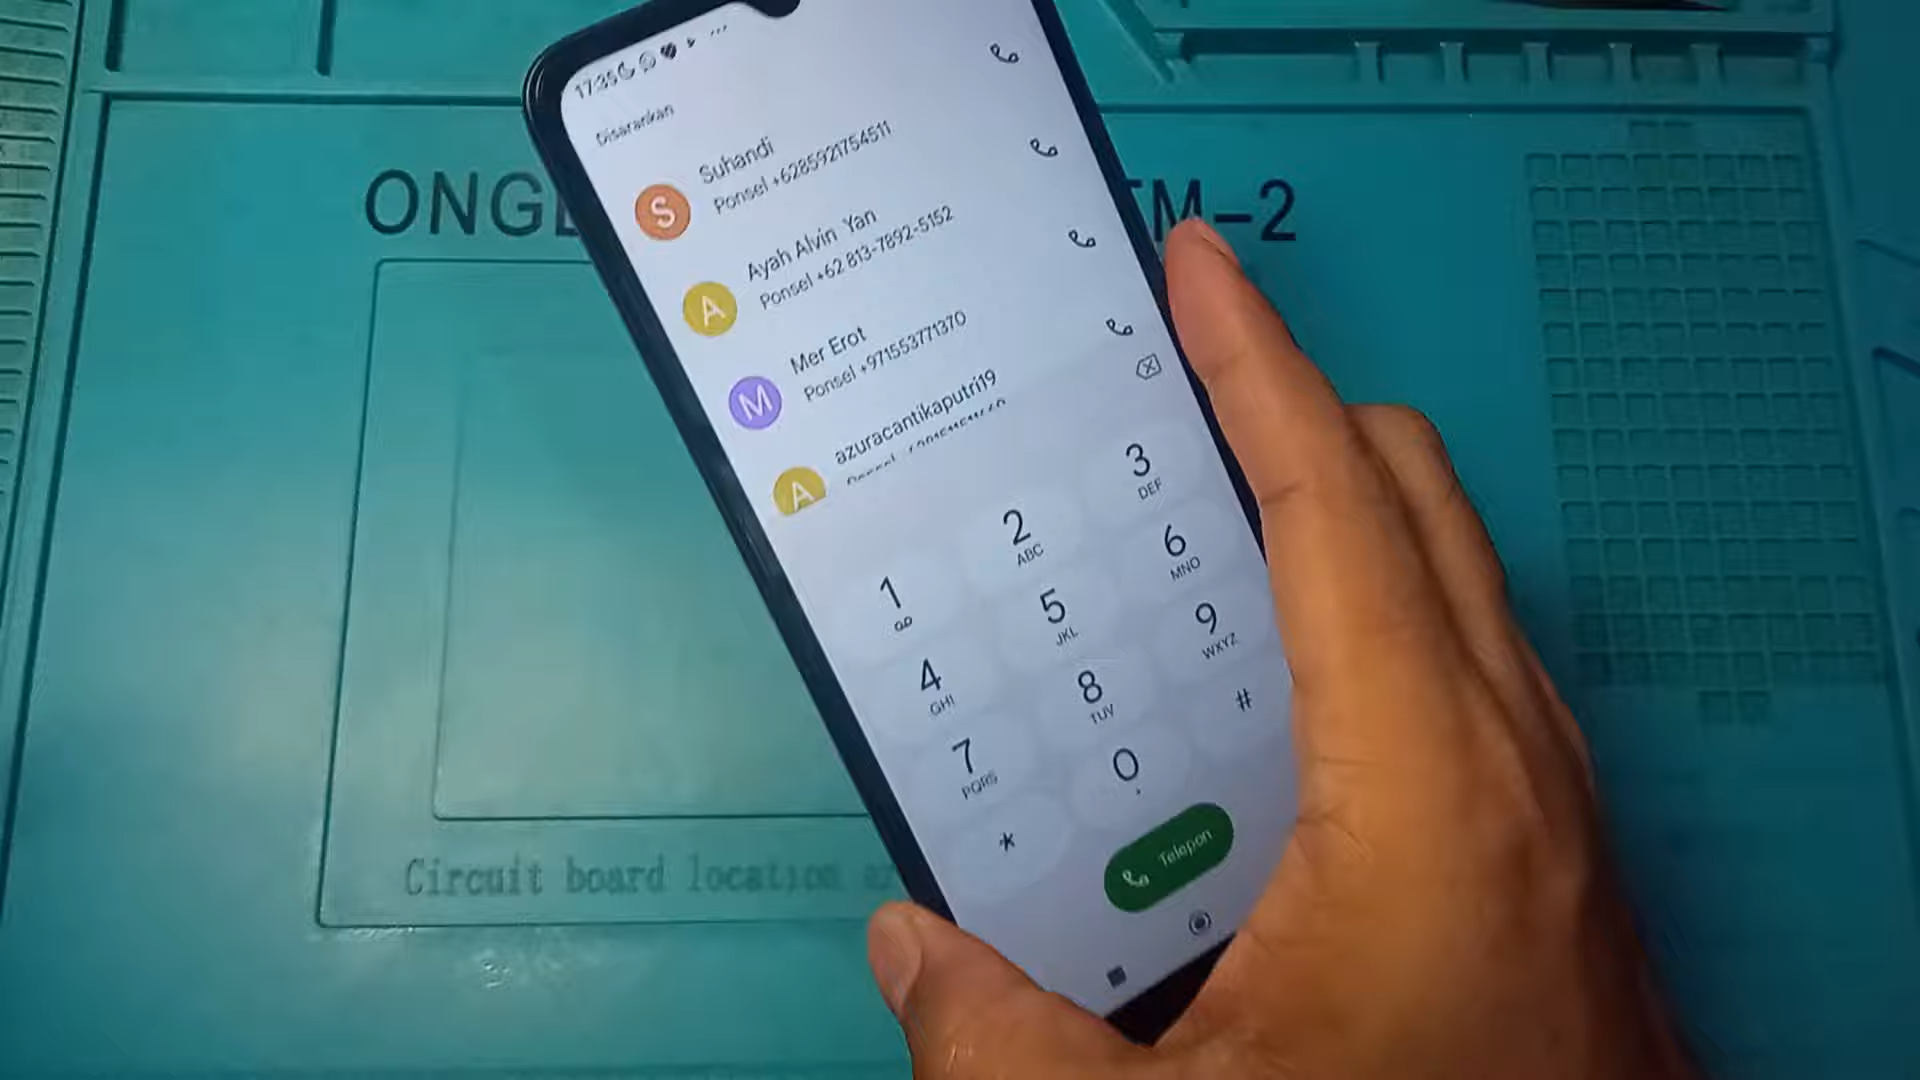 17:35
Disarankan
Suhandi
Ponsel +6285921754511
S
Ayah Alvin Yan
Ponsel +62 813-7892-5152
A
Mer Erot
Ponsel +971553771370
M
azuracantikaputri19
A
1
2
ABC
3
DEF
4
GHI
5
JKL
6
MNO
7
PQRS
8
TUV
9
WXYZ
*
0
#
Telepon
TM-2
Circuit board location